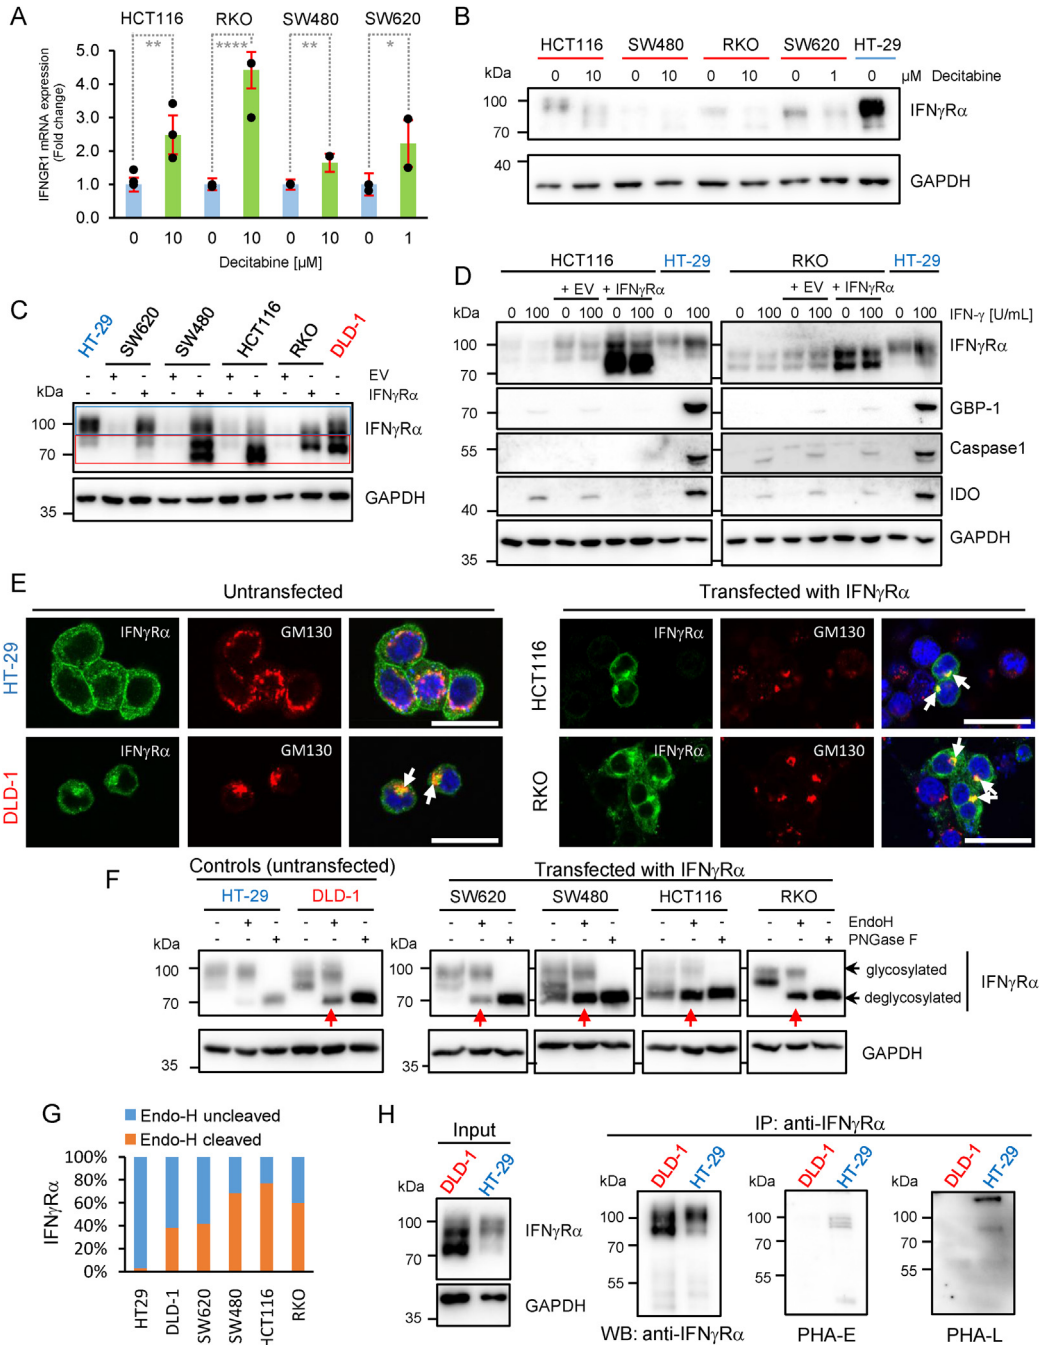 A
HCT116 RKO SW480 SW620
** **** ** *
IFNGR1 mRNA expression
(Fold change)
5.0
4.0
3.0
2.0
1.0
0.0
0 10 0 10 0 10 0 1
Decitabine [µM]
B
HCT116 SW480 RKO SW620 HT-29
kDa 0 10 0 10 0 10 0 1 0 µM Decitabine
100
70
IFNγRα
40
GAPDH
C
HT-29 SW620 SW480 HCT116 RKO DLD-1
- + - + - + - + - - EV
kDa - - + - + - + - + - IFNγRα
100
70
IFNγRα
35
GAPDH
D
HCT116 HT-29 RKO HT-29
+ EV + IFNγRα + EV + IFNγRα
kDa 0 100 0 100 0 100 0 100 0 100 0 100 0 100 0 100 IFN-γ [U/mL]
100
70
IFNγRα
70
GBP-1
55
Caspase1
40
IDO
35
GAPDH
E
Untransfected
Transfected with IFNγRα
HT-29
IFNγRα GM130
HCT116
IFNγRα GM130
DLD-1
IFNγRα GM130
RKO
IFNγRα GM130
F
Controls (untransfected)
Transfected with IFNγRα
HT-29 DLD-1 SW620 SW480 HCT116 RKO
- + - - + - - + - - + - - + - - + - EndoH
- - + - - + - - + - - + - - + - - + PNGase F
kDa
100
70
35
kDa
100
70
35
glycosylated
deglycosylated
IFNγRα
GAPDH
G
Endo-H uncleaved
Endo-H cleaved
IFNγRα
100%
80%
60%
40%
20%
0%
HT29
DLD-1
SW620
SW480
HCT116
RKO
H
Input
DLD-1 HT-29
kDa
100
70
IFNγRα
35
GAPDH
IP: anti-IFNγRα
DLD-1 HT-29
kDa
100
70
55
WB: anti-IFNγRα
DLD-1 HT-29
kDa
100
70
55
PHA-E
DLD-1 HT-29
kDa
100
70
55
PHA-L